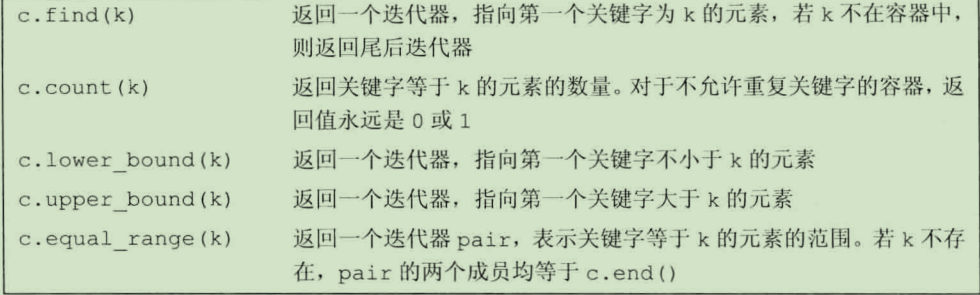 c.find(k) 返回一个迭代器，指向第一个关键字为 k 的元素，若 k 不在容器中，
则返回尾后迭代器
c.count(k) 返回关键字等于 k 的元素的数量。对于不允许重复关键字的容器，返
回值永远是 0 或 1
c.lower_bound(k) 返回一个迭代器，指向第一个关键字不小于 k 的元素
c.upper_bound(k) 返回一个迭代器，指向第一个关键字大于 k 的元素
c.equal_range(k) 返回一个迭代器 pair，表示关键字等于 k 的元素的范围。若 k 不存
在，pair 的两个成员均等于 c.end()